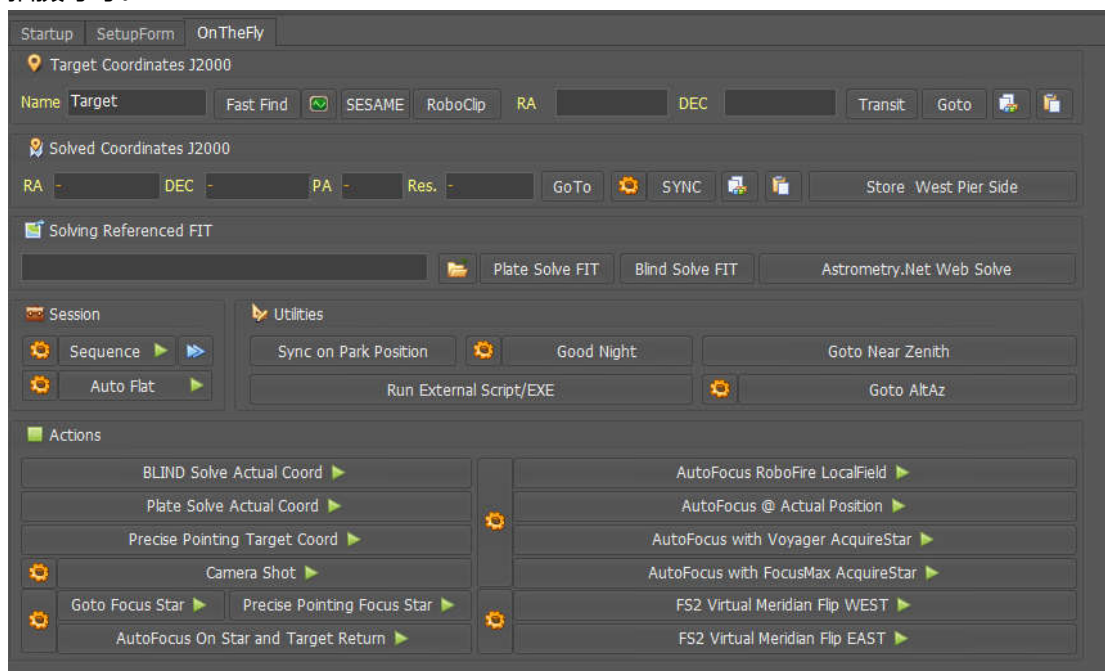 Startup SetupForm OnTheFly
Target Coordinates J2000
Name Target Fast Find SESAME RoboClip RA DEC Transit Goto
Solved Coordinates J2000
RA - DEC - PA - Res. - GoTo SYNC Store West Pier Side
Solving Referenced FIT
Plate Solve FIT Blind Solve FIT Astrometry.Net Web Solve
Session Utilities
Sequence Sync on Park Position Good Night Goto Near Zenith
Auto Flat Run External Script/EXE Goto AltAz
Actions
BLIND Solve Actual Coord AutoFocus RoboFire LocalField
Plate Solve Actual Coord AutoFocus @ Actual Position
Precise Pointing Target Coord AutoFocus with Voyager AcquireStar
Camera Shot AutoFocus with FocusMax AcquireStar
Goto Focus Star Precise Pointing Focus Star FS2 Virtual Meridian Flip WEST
AutoFocus On Star and Target Return FS2 Virtual Meridian Flip EAST